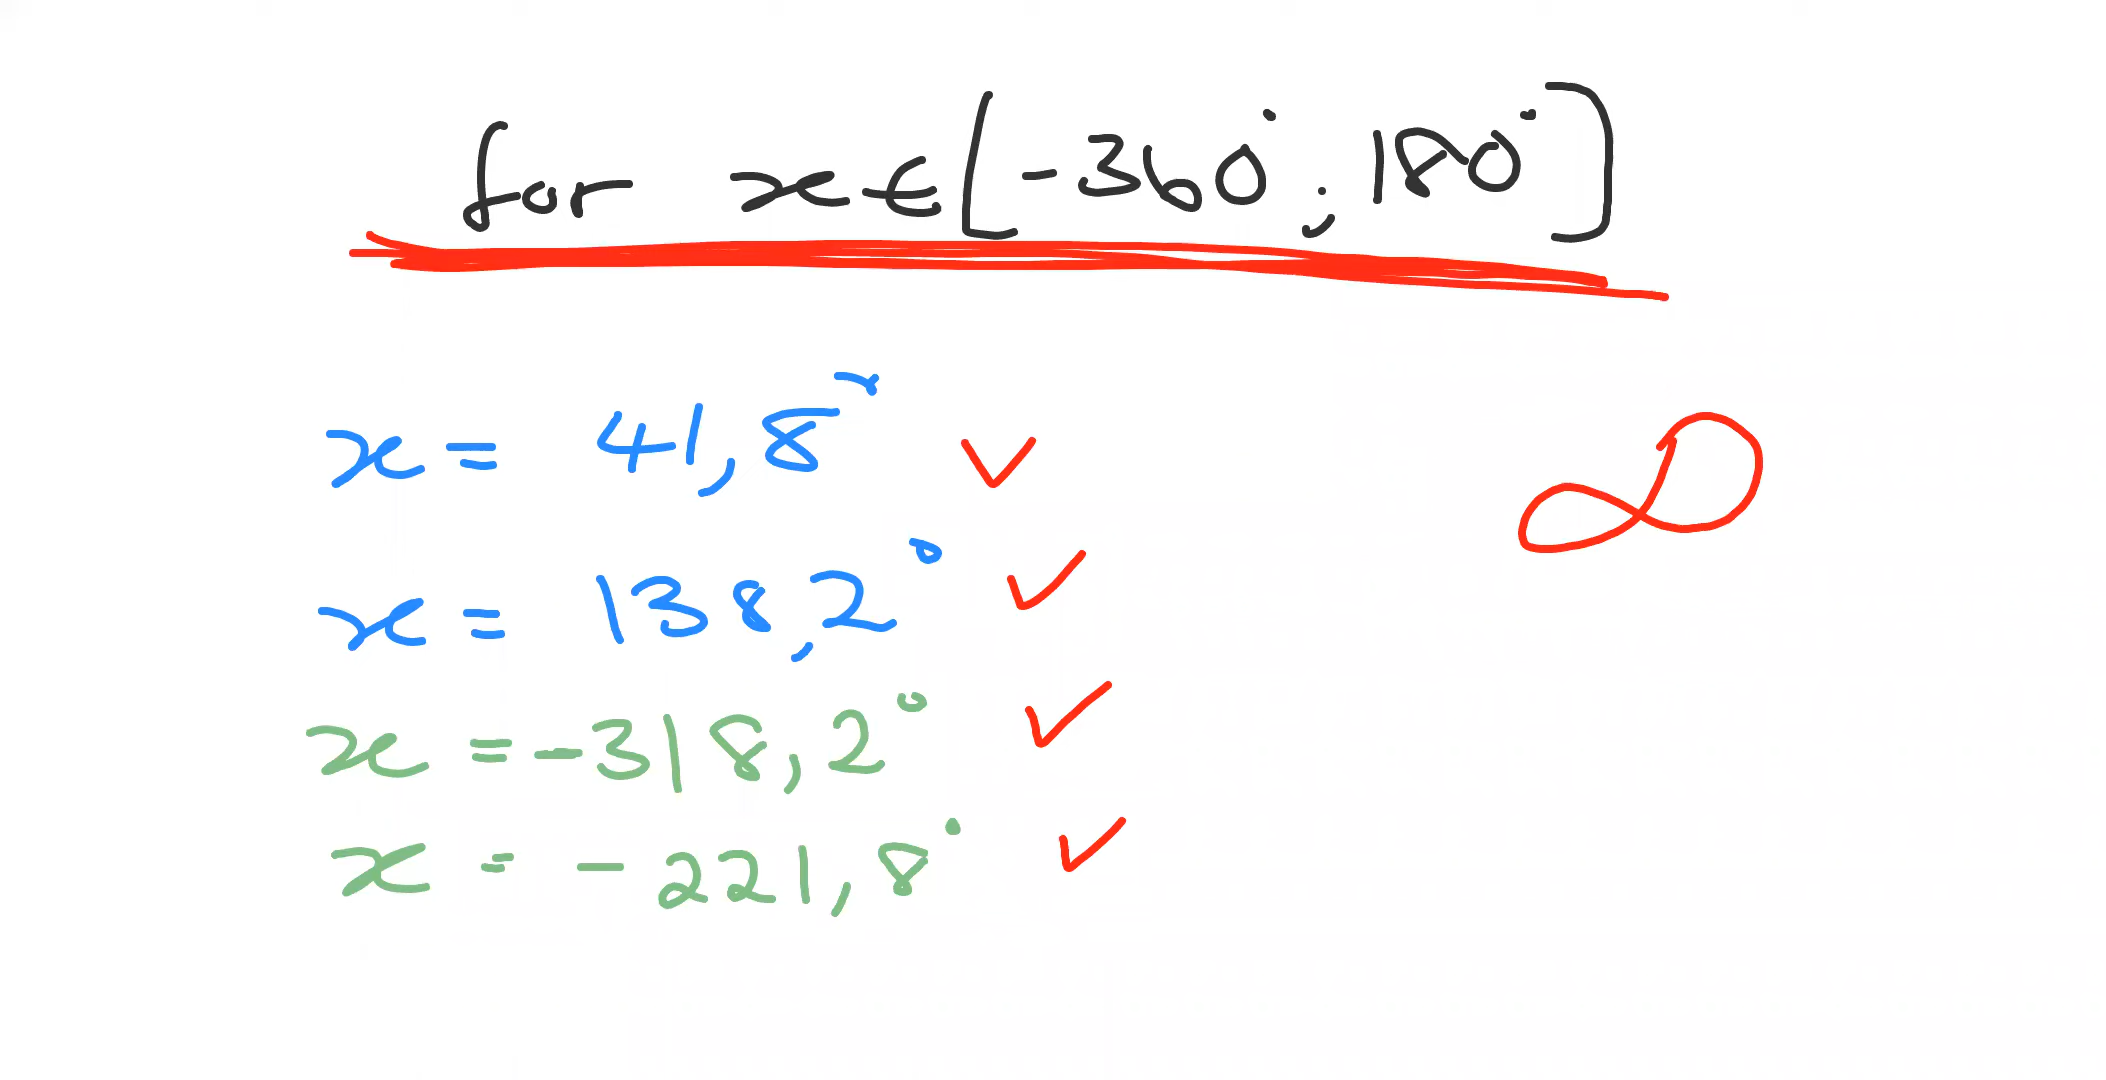 for x ∈ [-360°; 180°]
x = 41,8°
x = 138,2°
∞
x = -318,2°
x = -221,8°